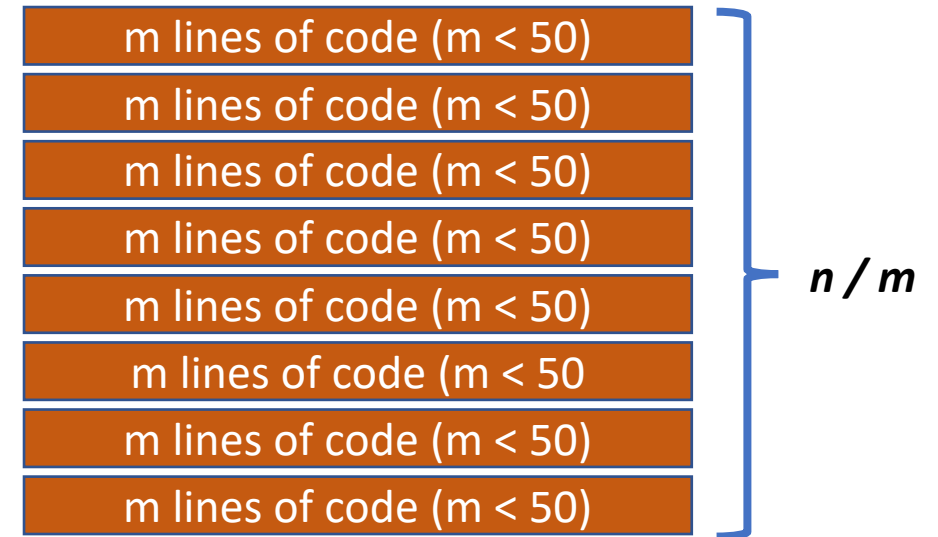 m lines of code (m < 50)
m lines of code (m < 50)
m lines of code (m < 50)
m lines of code (m < 50)
m lines of code (m < 50)
m lines of code (m < 50
m lines of code (m < 50)
m lines of code (m < 50)
n / m